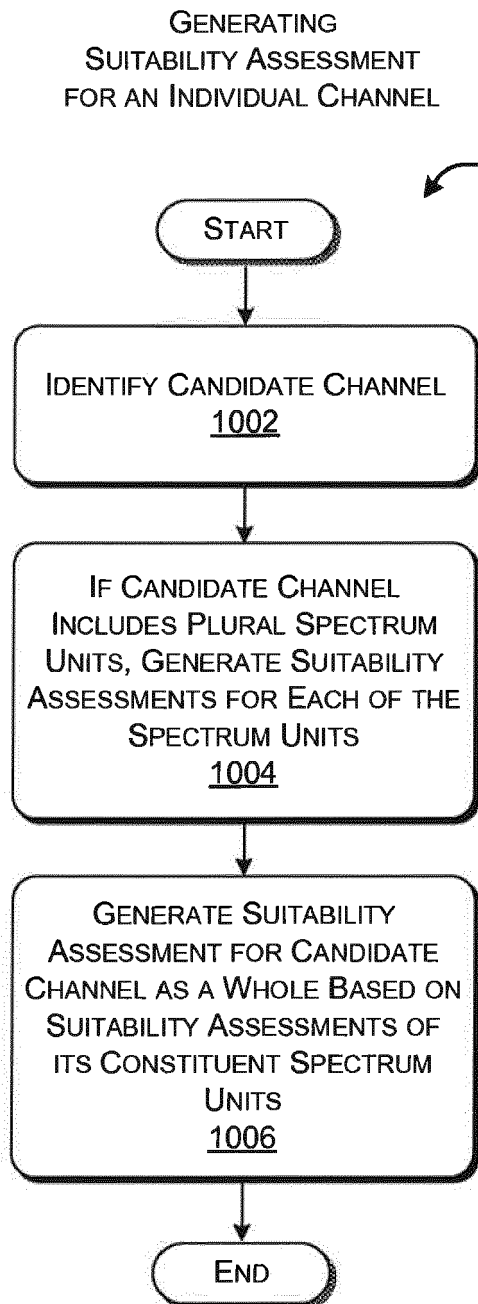 GENERATING
SUITABILITY ASSESSMENT
FOR AN INDIVIDUAL CHANNEL
START
IDENTIFY CANDIDATE CHANNEL
1002
IF CANDIDATE CHANNEL
INCLUDES PLURAL SPECTRUM
UNITS, GENERATE SUITABILITY
ASSESSMENTS FOR EACH OF THE
SPECTRUM UNITS
1004
GENERATE SUITABILITY
ASSESSMENT FOR CANDIDATE
CHANNEL AS A WHOLE BASED ON
SUITABILITY ASSESSMENTS OF
ITS CONSTITUENT SPECTRUM
UNITS
1006
END